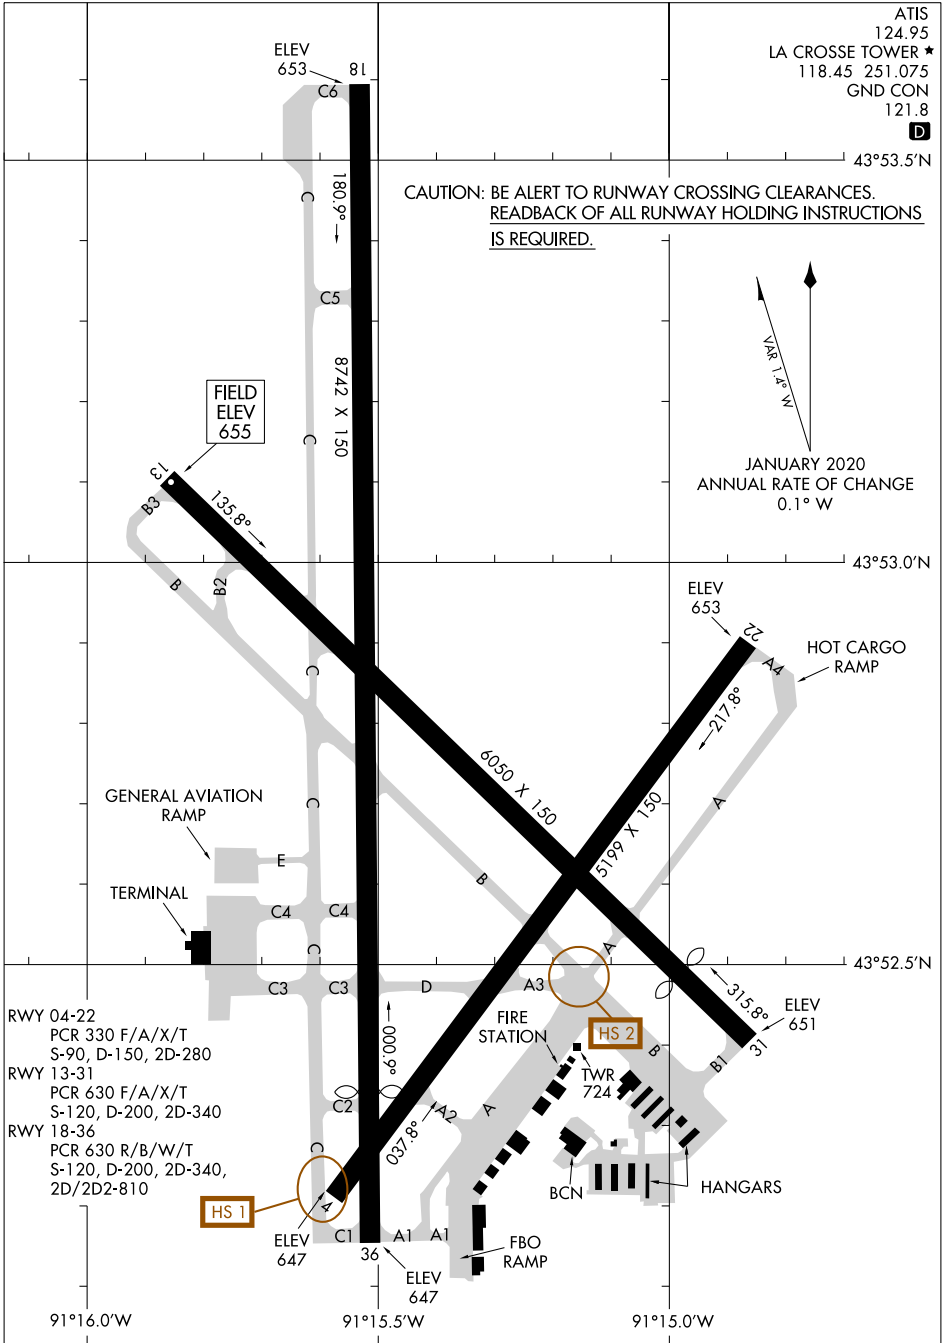 ATIS
124.95
LA CROSSE TOWER ★
118.45 251.075
GND CON
121.8
D
ELEV
653
18
C6
43°53.5'N
CAUTION: BE ALERT TO RUNWAY CROSSING CLEARANCES.
READBACK OF ALL RUNWAY HOLDING INSTRUCTIONS
IS REQUIRED.
C
180.9°
C5
VAR 1.4° W
8742 X 150
FIELD
ELEV
655
C
JANUARY 2020
ANNUAL RATE OF CHANGE
0.1° W
13
B3
135.8°
43°53.0'N
B
B2
ELEV
653
22
HOT CARGO
RAMP
A4
C
217.8°
6050 X 150
5199 X 150
A
GENERAL AVIATION
RAMP
C
E
B
TERMINAL
C4
C4
C
A
43°52.5'N
C3
C3
D
A3
315.8°
ELEV
651
31
HS 2
FIRE
STATION
B
B1
TWR
724
RWY 04-22
PCR 330 F/A/X/T
S-90, D-150, 2D-280
RWY 13-31
PCR 630 F/A/X/T
S-120, D-200, 2D-340
RWY 18-36
PCR 630 R/B/W/T
S-120, D-200, 2D-340,
2D/2D2-810
000.9°
C2
A2
A
037.8°
C
HS 1
4
BCN
HANGARS
ELEV
647
C1
36
A1
A1
FBO
RAMP
ELEV
647
91°16.0'W
91°15.5'W
91°15.0'W